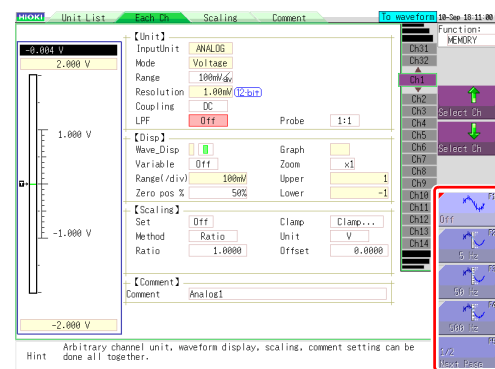 HIOKI Unit List Each Ch Scaling Comment To waveform 10-Sep 18:11:00
Function:
MEMORY
-0.004 V
2.000 V
1.000 V
-1.000 V
-2.000 V
【Unit】
InputUnit ANALOG
Mode Voltage
Range 100mV/div
Resolution 1.00mV (12-bit)
Coupling DC
LPF Off Probe 1:1
【Disp】
Wave_Disp Graph
Variable Off Zoom ×1
Range(/div) 100mV Upper 1
Zero pos % 50% Lower -1
【Scaling】
Set Off Clamp Clamp...
Method Ratio Unit V
Ratio 1.0000 Offset 0.0000
【Comment】
Comment Analog1
Ch31
Ch32
Ch1
Ch2
Ch3
Ch4
Ch5
Ch6
Ch7
Ch8
Ch9
Ch10
Ch11
Ch12
Ch13
Ch14
Select Ch
Select Ch
F1
Off
F2
5 Hz
F3
50 Hz
F4
500 Hz
F5
1/2
Next Page
Hint Arbitrary channel unit, waveform display, scaling, comment setting can be
done all together.